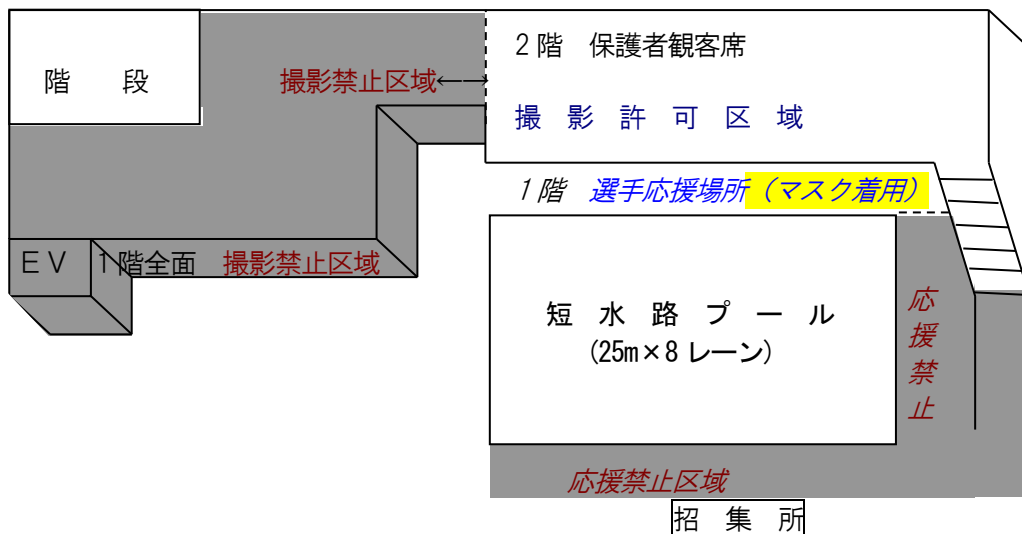 2階 保護者観客席
階 段
撮影禁止区域←→
撮 影 許 可 区 域
1階 選手応援場所(マスク着用)
EV
1階全面 撮影禁止区域
短 水 路 プ ー ル
(25m×8レーン)
応援禁止
応援禁止区域
招 集 所